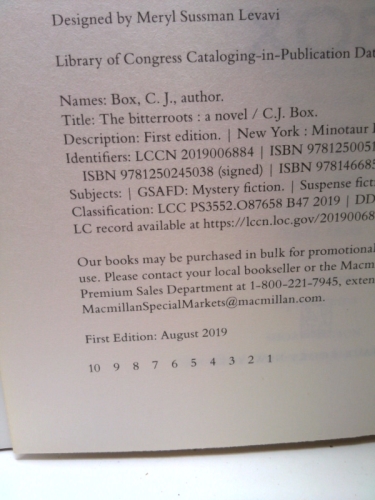 Designed by Meryl Sussman Levavi
Library of Congress Cataloging-in-Publication Dat
Names: Box, C. J., author.
Title: The bitterroots : a novel / C.J. Box.
Description: First edition. | New York : Minotaur
Identifiers: LCCN 2019006884 | ISBN 9781250051
ISBN 9781250245038 (signed) | ISBN 97814668
Subjects: | GSAFD: Mystery fiction. | Suspense fic
Classification: LCC PS3552.O87658 B47 2019 | DD
LC record available at https://lccn.loc.gov/2019068
Our books may be purchased in bulk for promotional
use. Please contact your local bookseller or the Macm
Premium Sales Department at 1-800-221-7945, exten
MacmillanSpecialMarkets@macmillan.com.
First Edition: August 2019
10 9 8 7 6 5 4 3 2 1